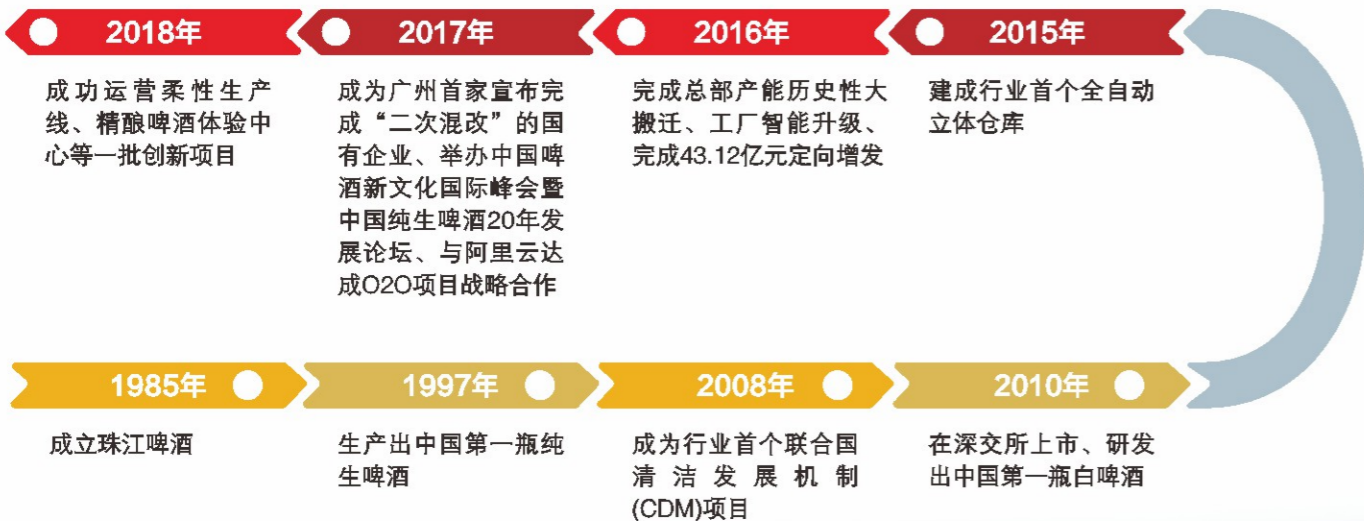 2018年
成功运营柔性生产
线、精酿啤酒体验中
心等一批创新项目
2017年
成为广州首家宣布完
成“二次混改”的国
有企业、举办中国啤
酒新文化国际峰会暨
中国纯生啤酒20年发
展论坛、与阿里云达
成O2O项目战略合作
2016年
完成总部产能历史性大
搬迁、工厂智能升级、
完成43.12亿元定向增发
2015年
建成行业首个全自动
立体仓库
1985年
成立珠江啤酒
1997年
生产出中国第一瓶纯
生啤酒
2008年
成为行业首个联合国
清洁发展机制
(CDM)项目
2010年
在深交所上市、研发
出中国第一瓶白啤酒